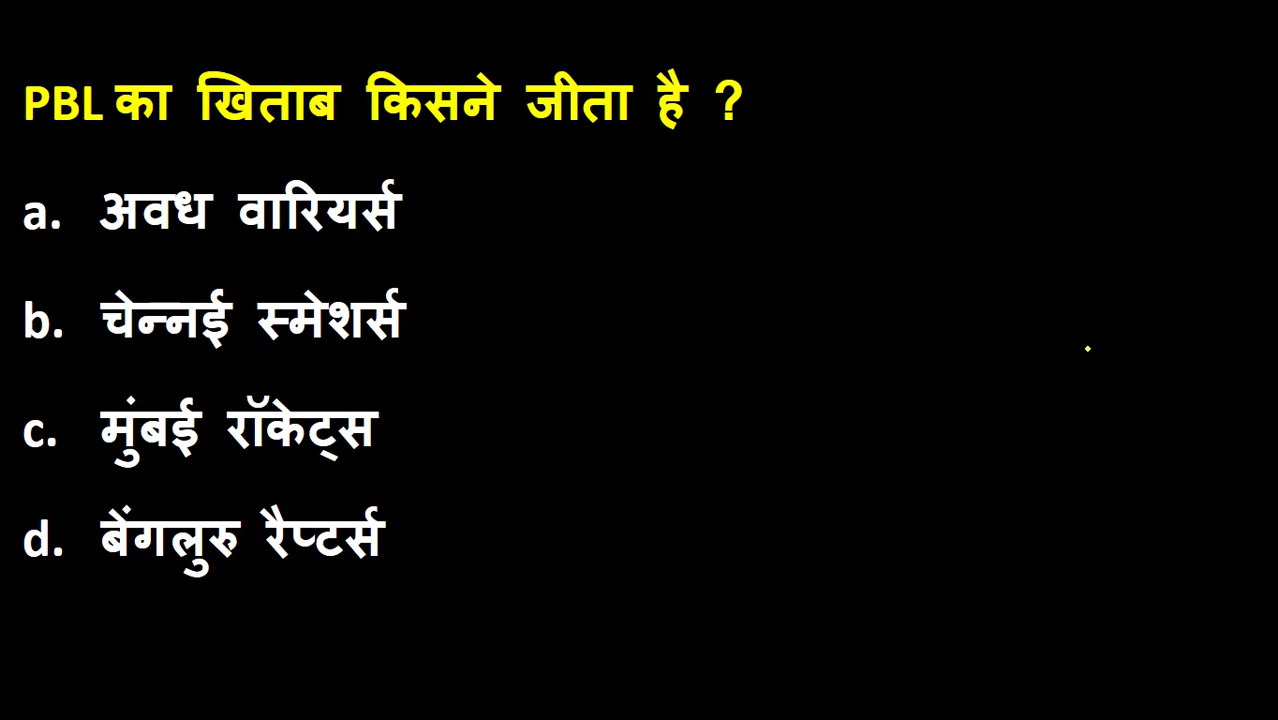 PBL का खिताब किसने जीता है ?
a. अवध वारियर्स
b. चेन्नई स्मेशर्स
c. मुंबई रॉकेट्स
d. बेंगलुरु रैप्टर्स